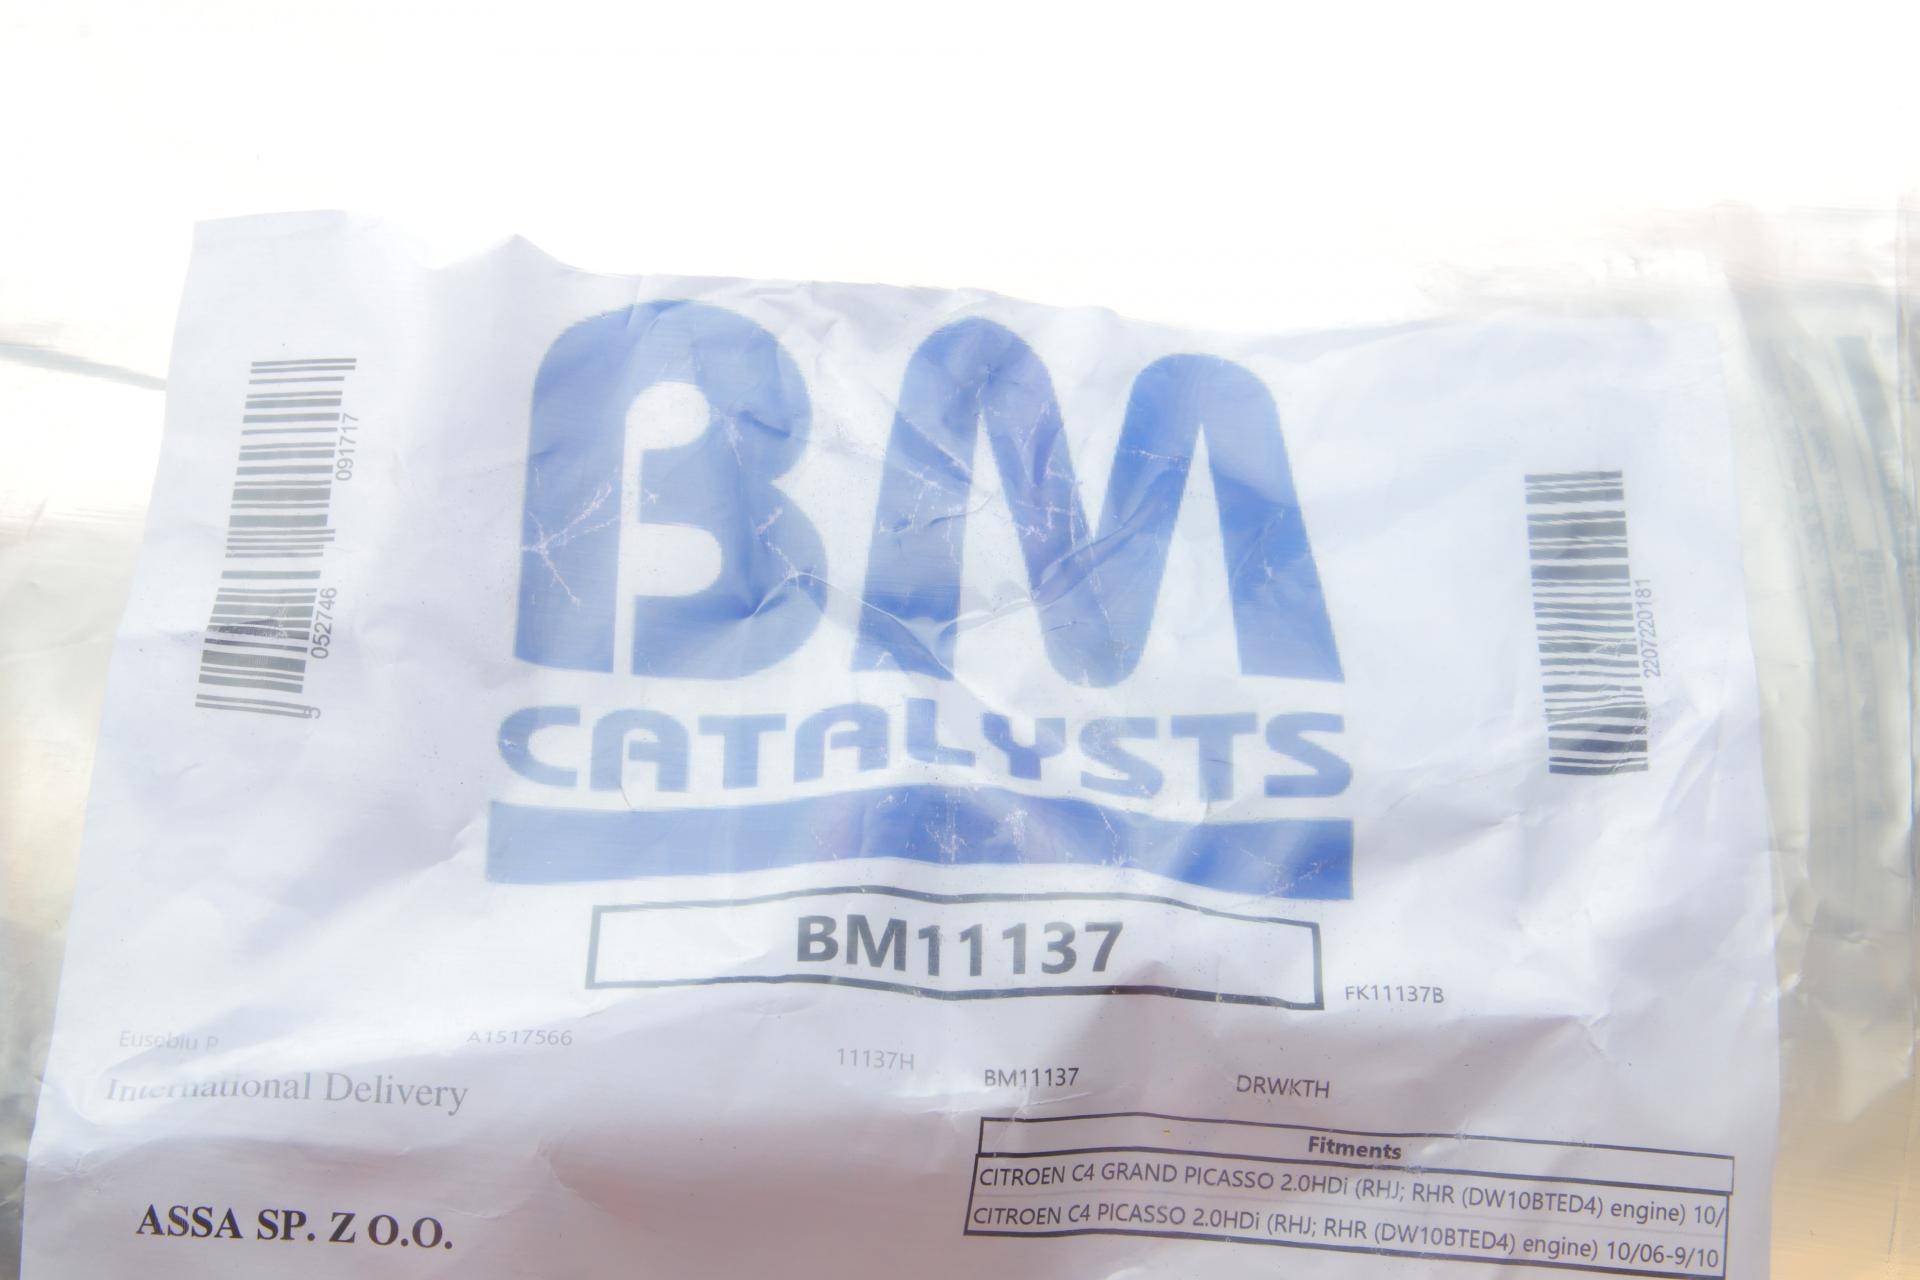 BM
CATALYSTS
5 052746 091717
2207220181
BM11137
FK11137B
Eusebiu P
A1517566
11137H
BM11137
DRWKTH
International Delivery
ASSA SP. Z O.O.
Fitments
CITROEN C4 GRAND PICASSO 2.0HDi (RHJ; RHR (DW10BTED4) engine) 10/
CITROEN C4 PICASSO 2.0HDi (RHJ; RHR (DW10BTED4) engine) 10/06-9/10